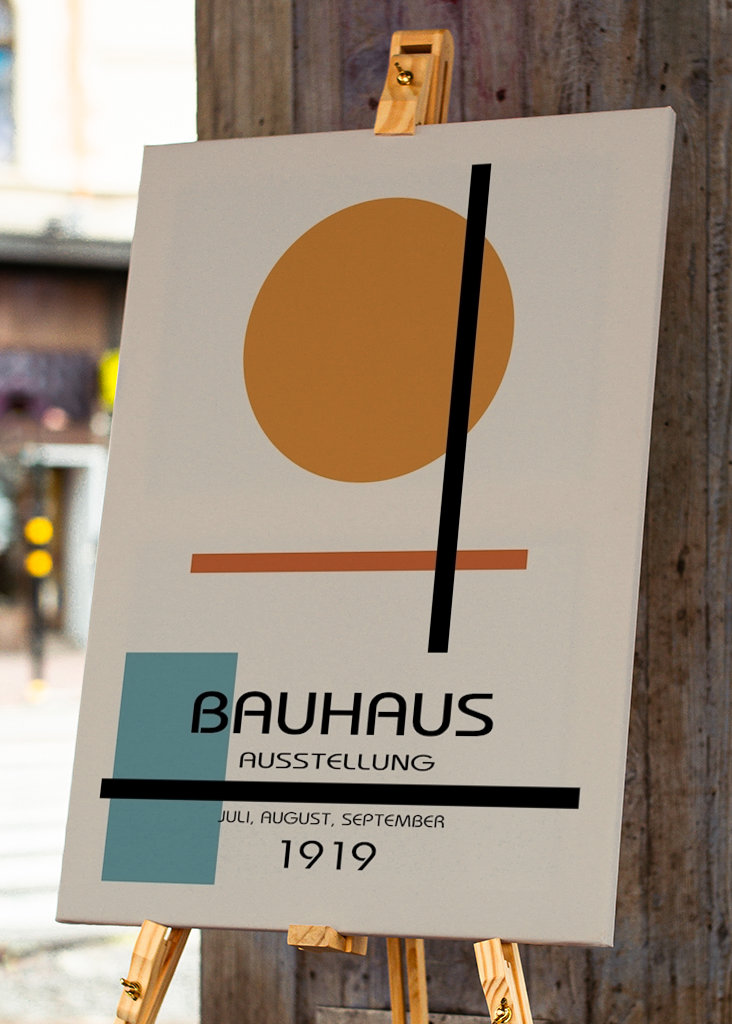 BAUHAUS
AUSSTELLUNG
JULI, AUGUST, SEPTEMBER
1919